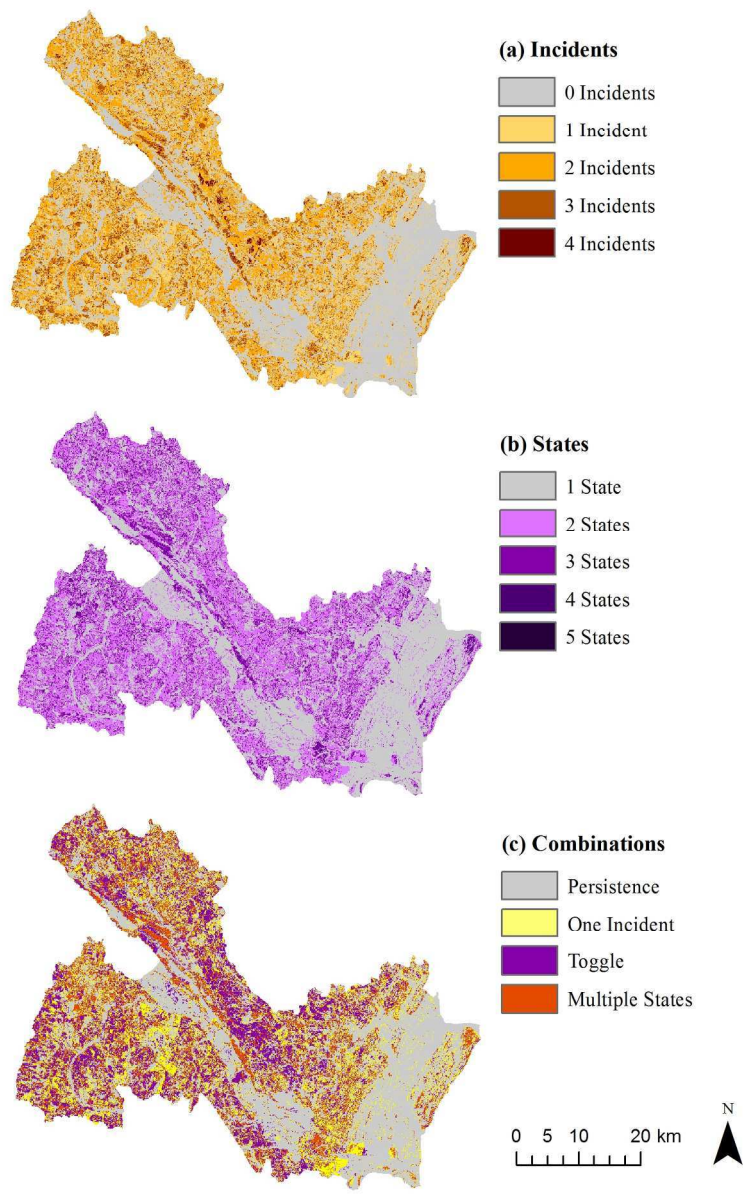 (a) Incidents
0 Incidents
1 Incident
2 Incidents
3 Incidents
4 Incidents
(b) States
1 State
2 States
3 States
4 States
5 States
(c) Combinations
Persistence
One Incident
Toggle
Multiple States
N
0 5 10 20 km